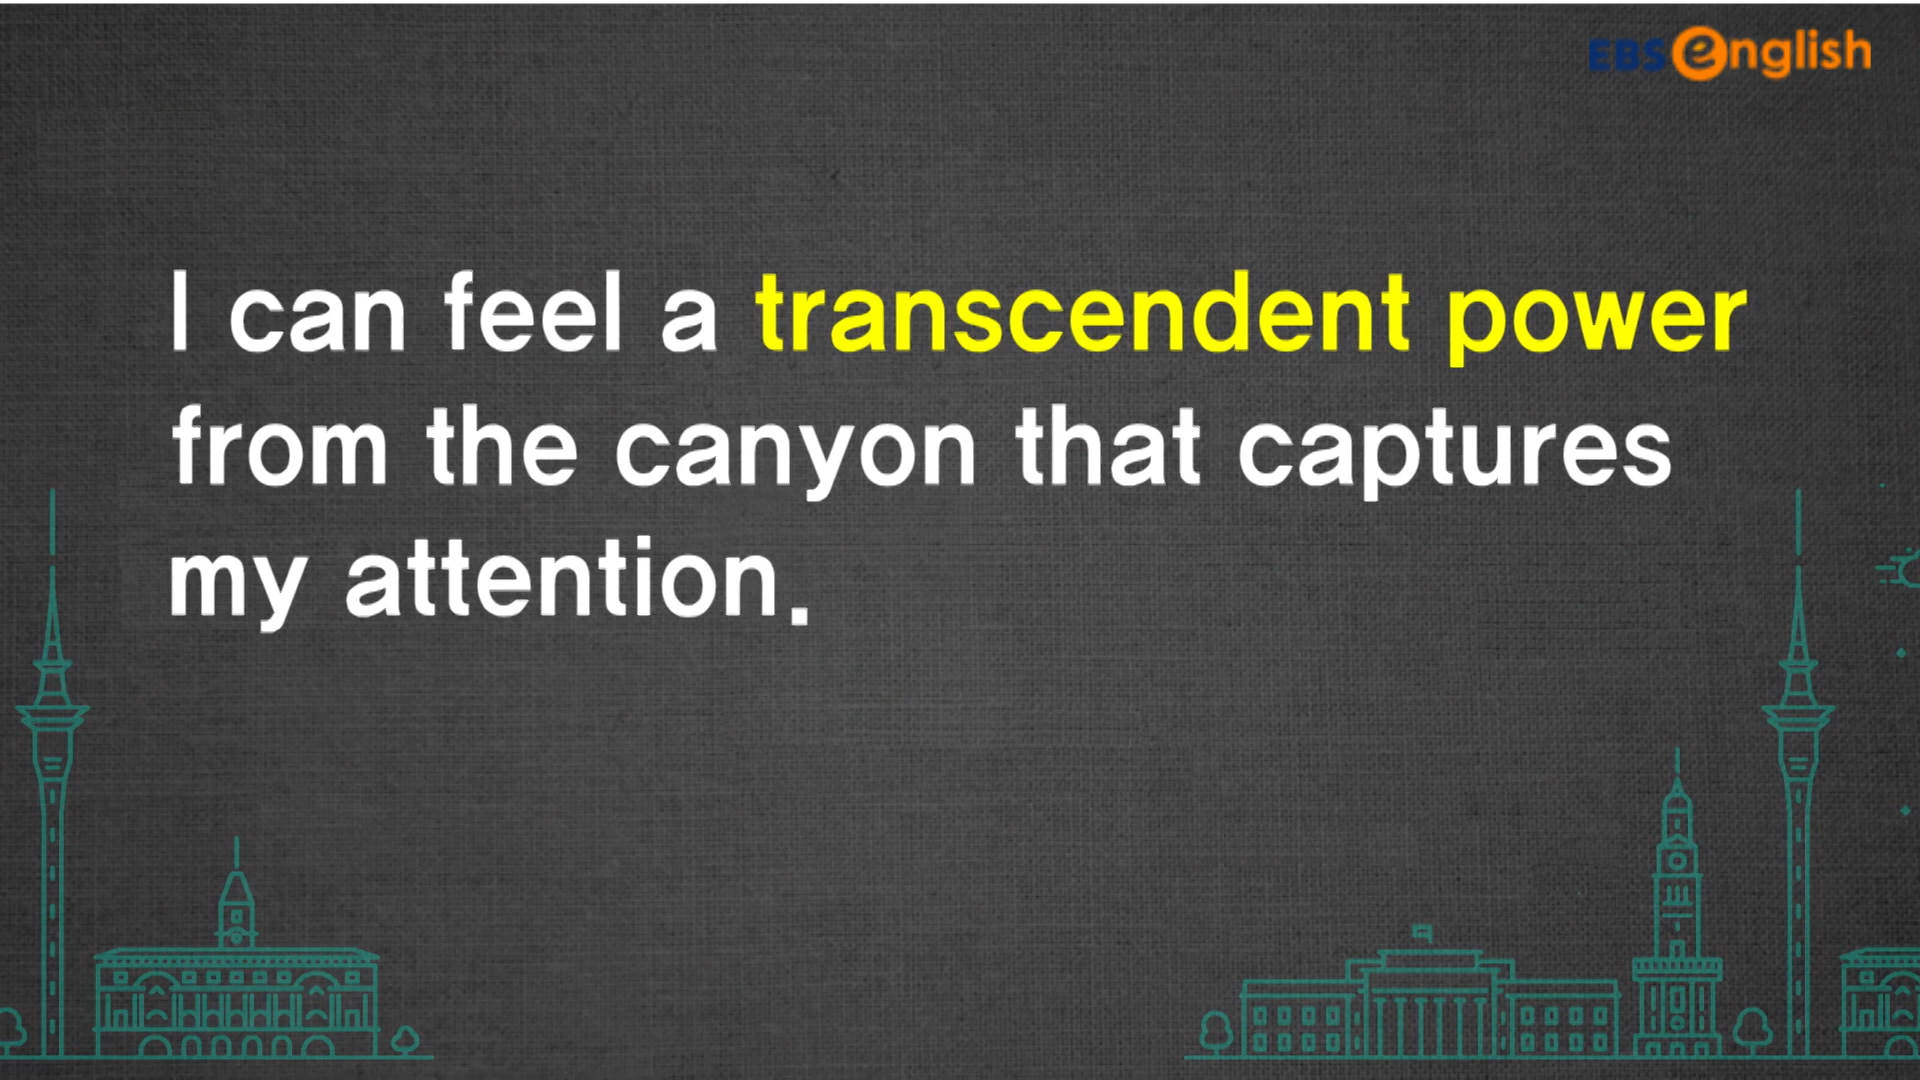 EBS english
I can feel a transcendent power
from the canyon that captures
my attention.